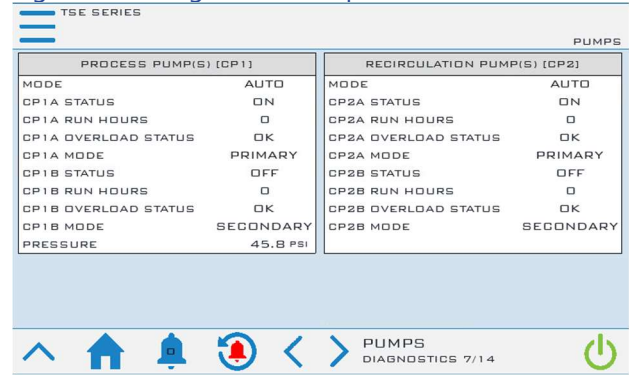 TSE SERIES
PUMPS
PROCESS PUMP(S) [CP1]
MODE AUTO
CP1A STATUS ON
CP1A RUN HOURS 0
CP1A OVERLOAD STATUS OK
CP1A MODE PRIMARY
CP1B STATUS OFF
CP1B RUN HOURS 0
CP1B OVERLOAD STATUS OK
CP1B MODE SECONDARY
PRESSURE 45.8 PSI
RECIRCULATION PUMP(S) [CP2]
MODE AUTO
CP2A STATUS ON
CP2A RUN HOURS 0
CP2A OVERLOAD STATUS OK
CP2A MODE PRIMARY
CP2B STATUS OFF
CP2B RUN HOURS 0
CP2B OVERLOAD STATUS OK
CP2B MODE SECONDARY
0
PUMPS
DIAGNOSTICS 7/14